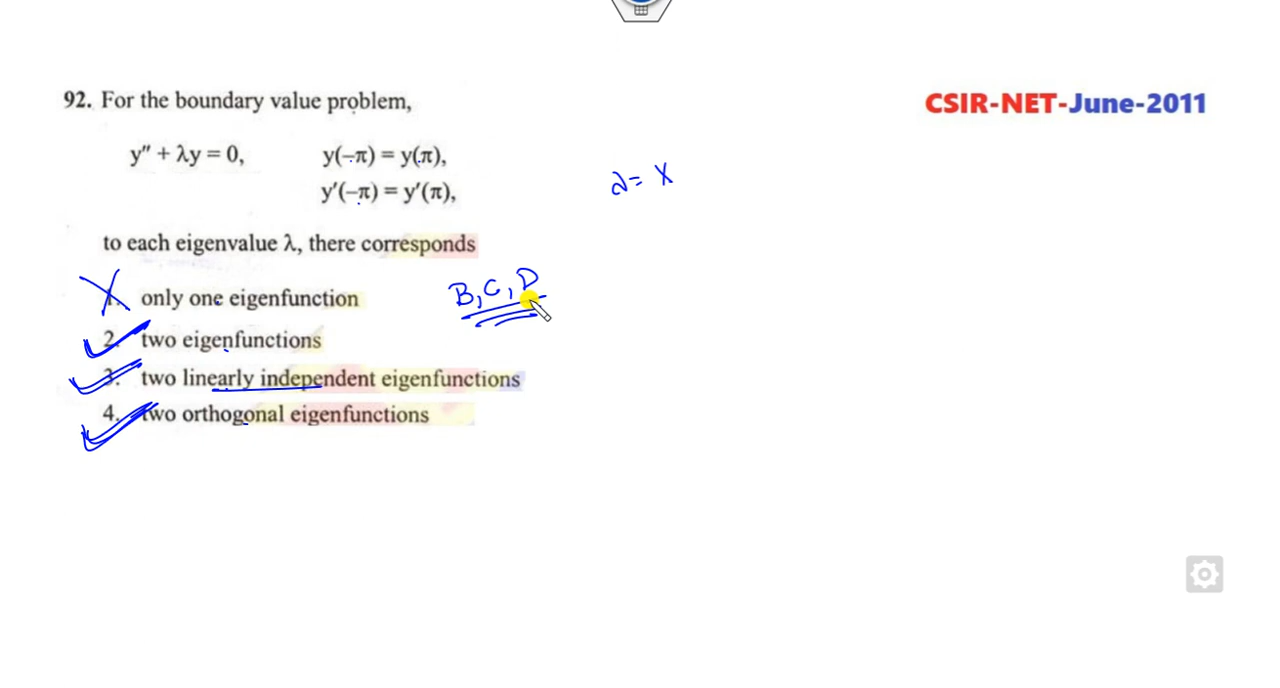 92. For the boundary value problem,
CSIR-NET-June-2011
y″ + λy = 0, y(−π) = y(π),
y′(−π) = y′(π),
λ = X
to each eigenvalue λ, there corresponds
1. only one eigenfunction
B, C, D
2. two eigenfunctions
3. two linearly independent eigenfunctions
4. two orthogonal eigenfunctions